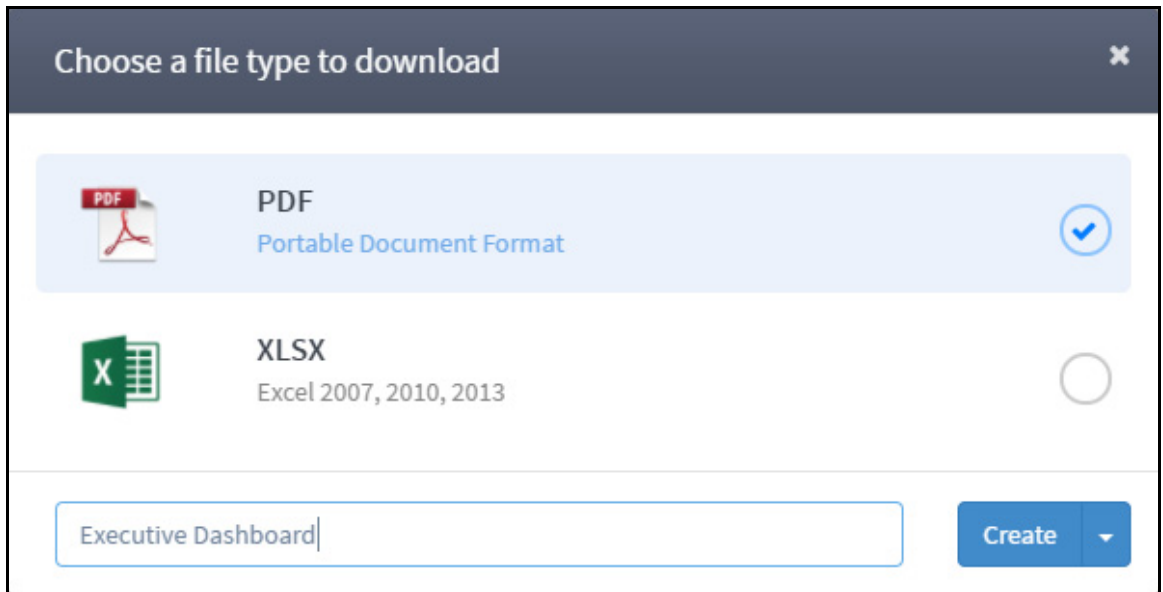 Choose a file type to download
PDF
PDF
Portable Document Format
X
XLSX
Excel 2007, 2010, 2013
Executive Dashboard
Create